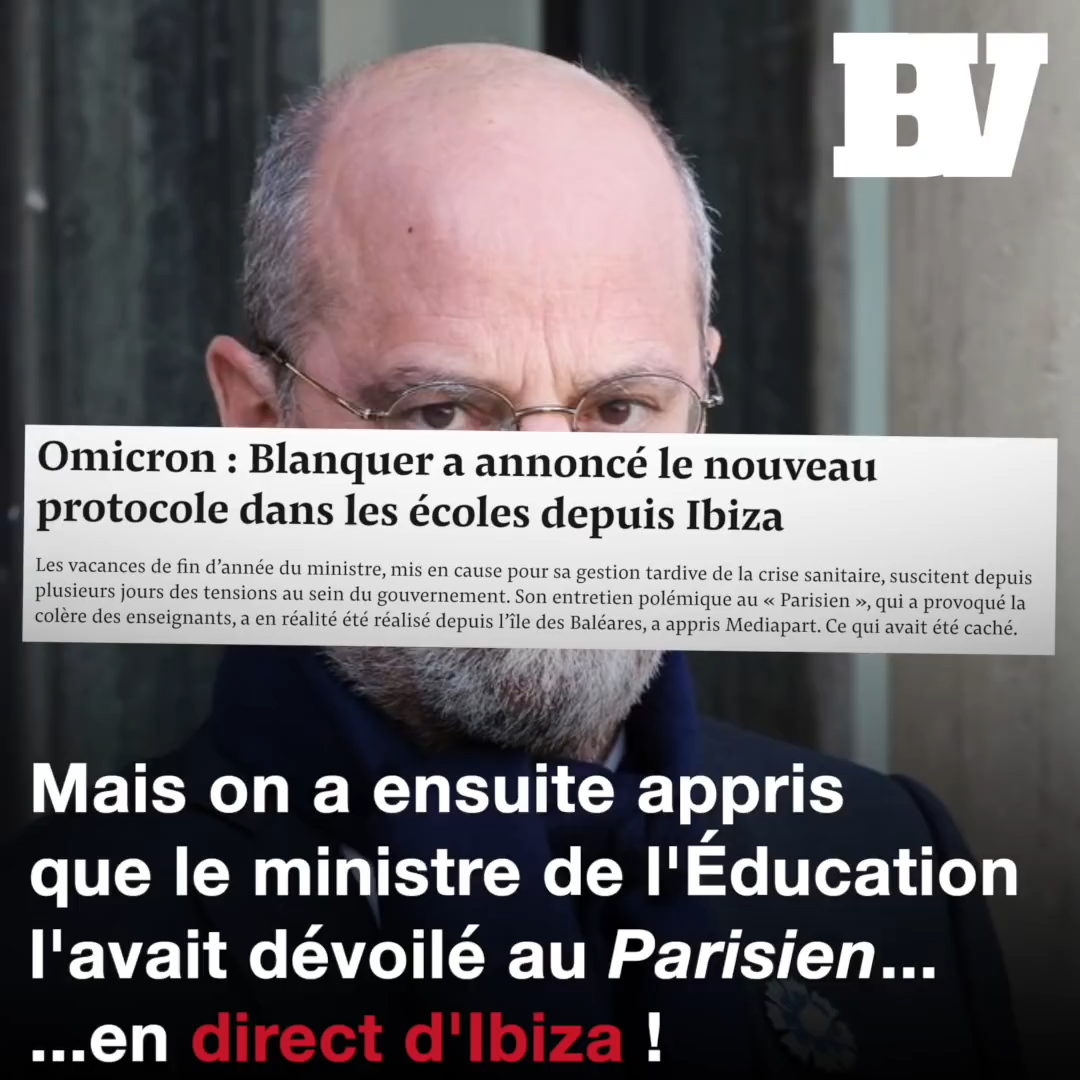 BV
Omicron : Blanquer a annoncé le nouveau
protocole dans les écoles depuis Ibiza
Les vacances de fin d’année du ministre, mis en cause pour sa gestion tardive de la crise sanitaire, suscitent depuis
plusieurs jours des tensions au sein du gouvernement. Son entretien polémique au « Parisien », qui a provoqué la
colère des enseignants, a en réalité été réalisé depuis l’île des Baléares, a appris Mediapart. Ce qui avait été caché.
Mais on a ensuite appris
que le ministre de l'Éducation
l'avait dévoilé au Parisien...
...en direct d'Ibiza !